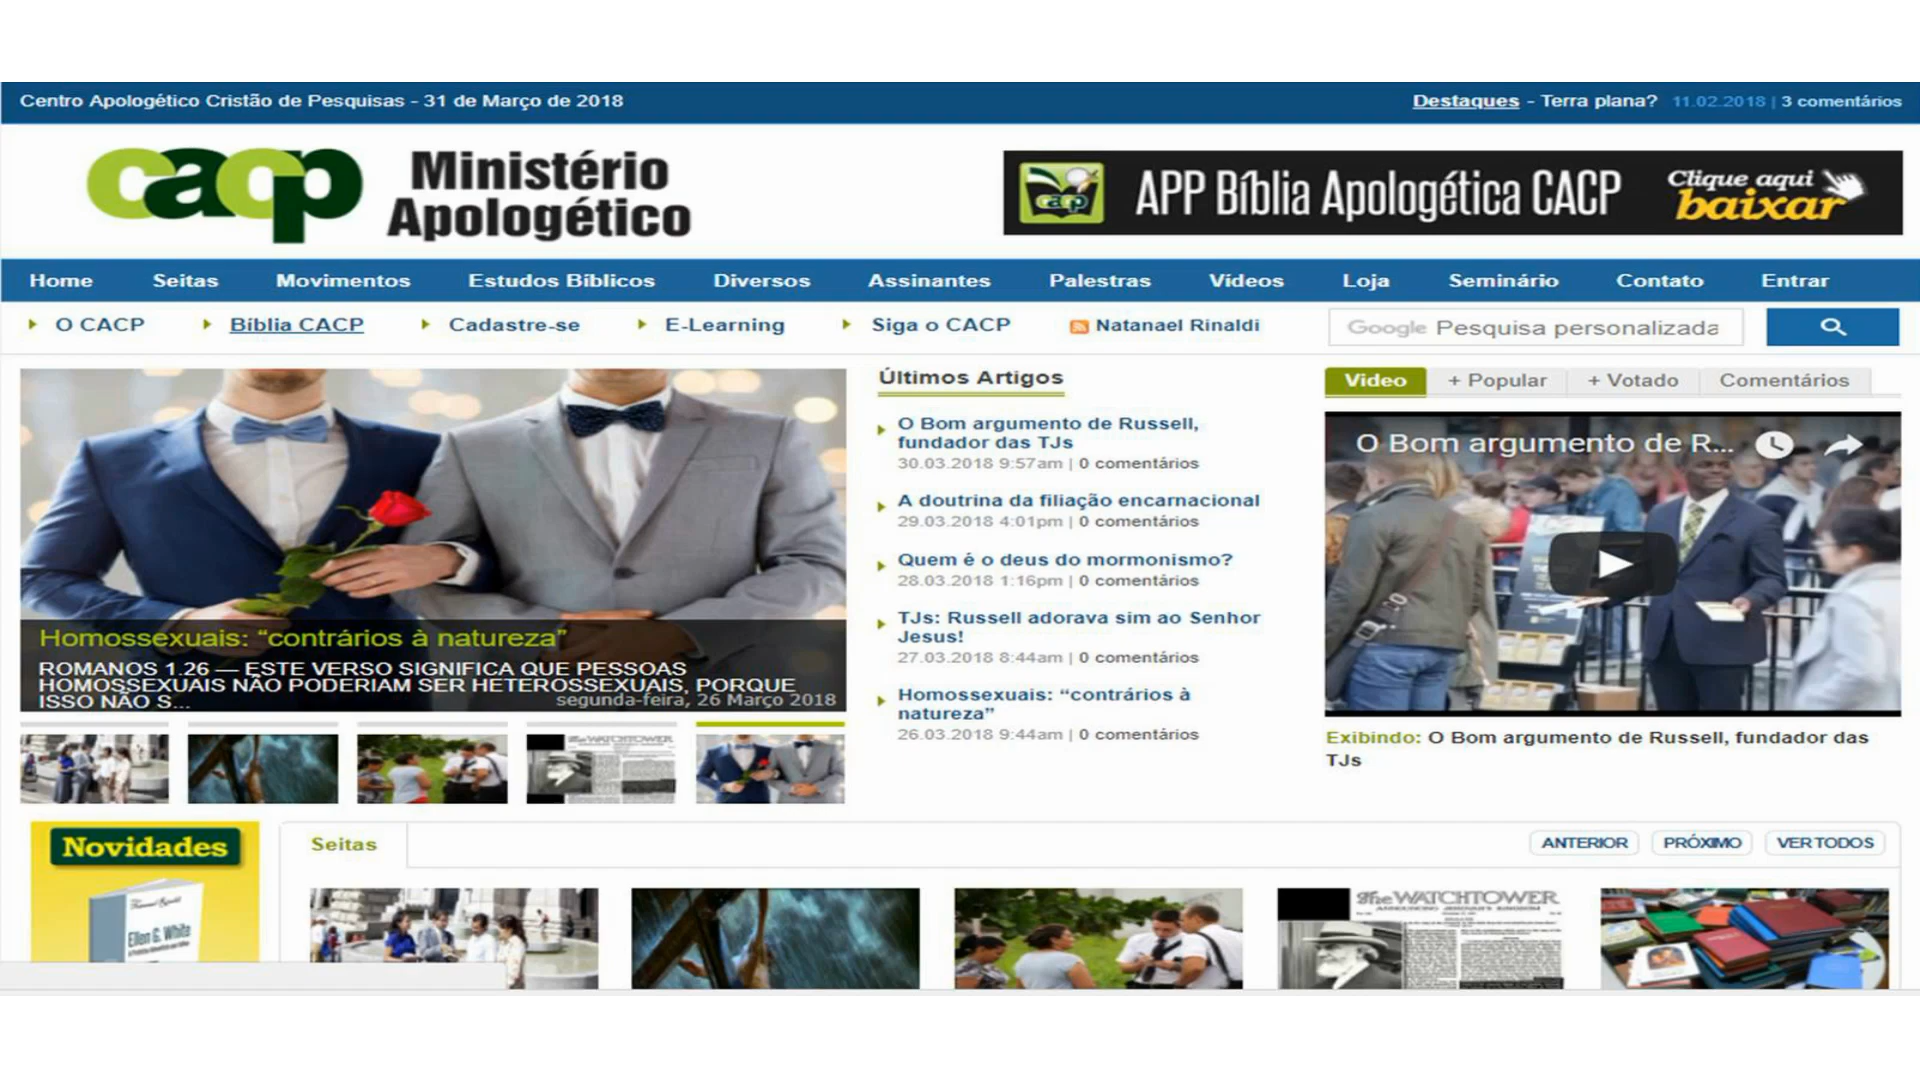 Centro Apologético Cristão de Pesquisas - 31 de Março de 2018
Destaques - Terra plana? 11.02.2018 | 3 comentários
cacp Ministério
Apologético
cacp APP Bíblia Apologética CACP Clique aqui
baixar
Home Seitas Movimentos Estudos Bíblicos Diversos Assinantes Palestras Vídeos Loja Seminário Contato Entrar
O CACP Bíblia CACP Cadastre-se E-Learning Siga o CACP Natanael Rinaldi Google Pesquisa personalizada
Homossexuais: “contrários à natureza”
ROMANOS 1.26 — ESTE VERSO SIGNIFICA QUE PESSOAS
HOMOSSEXUAIS NÃO PODERIAM SER HETEROSSEXUAIS, PORQUE
ISSO NÃO S...
segunda-feira, 26 Março 2018
THE WATCHTOWER
Últimos Artigos
O Bom argumento de Russell,
fundador das TJs
30.03.2018 9:57am | 0 comentários
A doutrina da filiação encarnacional
29.03.2018 4:01pm | 0 comentários
Quem é o deus do mormonismo?
28.03.2018 1:16pm | 0 comentários
TJs: Russell adorava sim ao Senhor
Jesus!
27.03.2018 8:44am | 0 comentários
Homossexuais: “contrários à
natureza”
26.03.2018 9:44am | 0 comentários
Video + Popular + Votado Comentários
O Bom argumento de R...
Exibindo: O Bom argumento de Russell, fundador das
TJs
Novidades
Ellen G. White
Seitas
ANTERIOR PRÓXIMO VER TODOS
The WATCHTOWER